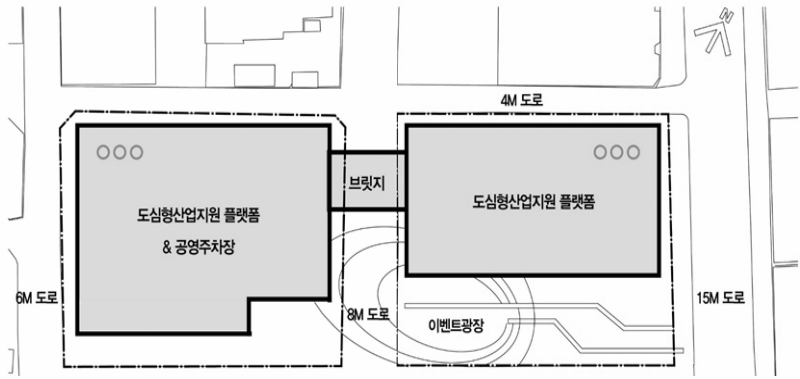 4M 도로
브릿지
도심형산업지원 플랫폼
& 공영주차장
도심형산업지원 플랫폼
6M 도로
8M 도로
이벤트광장
15M 도로